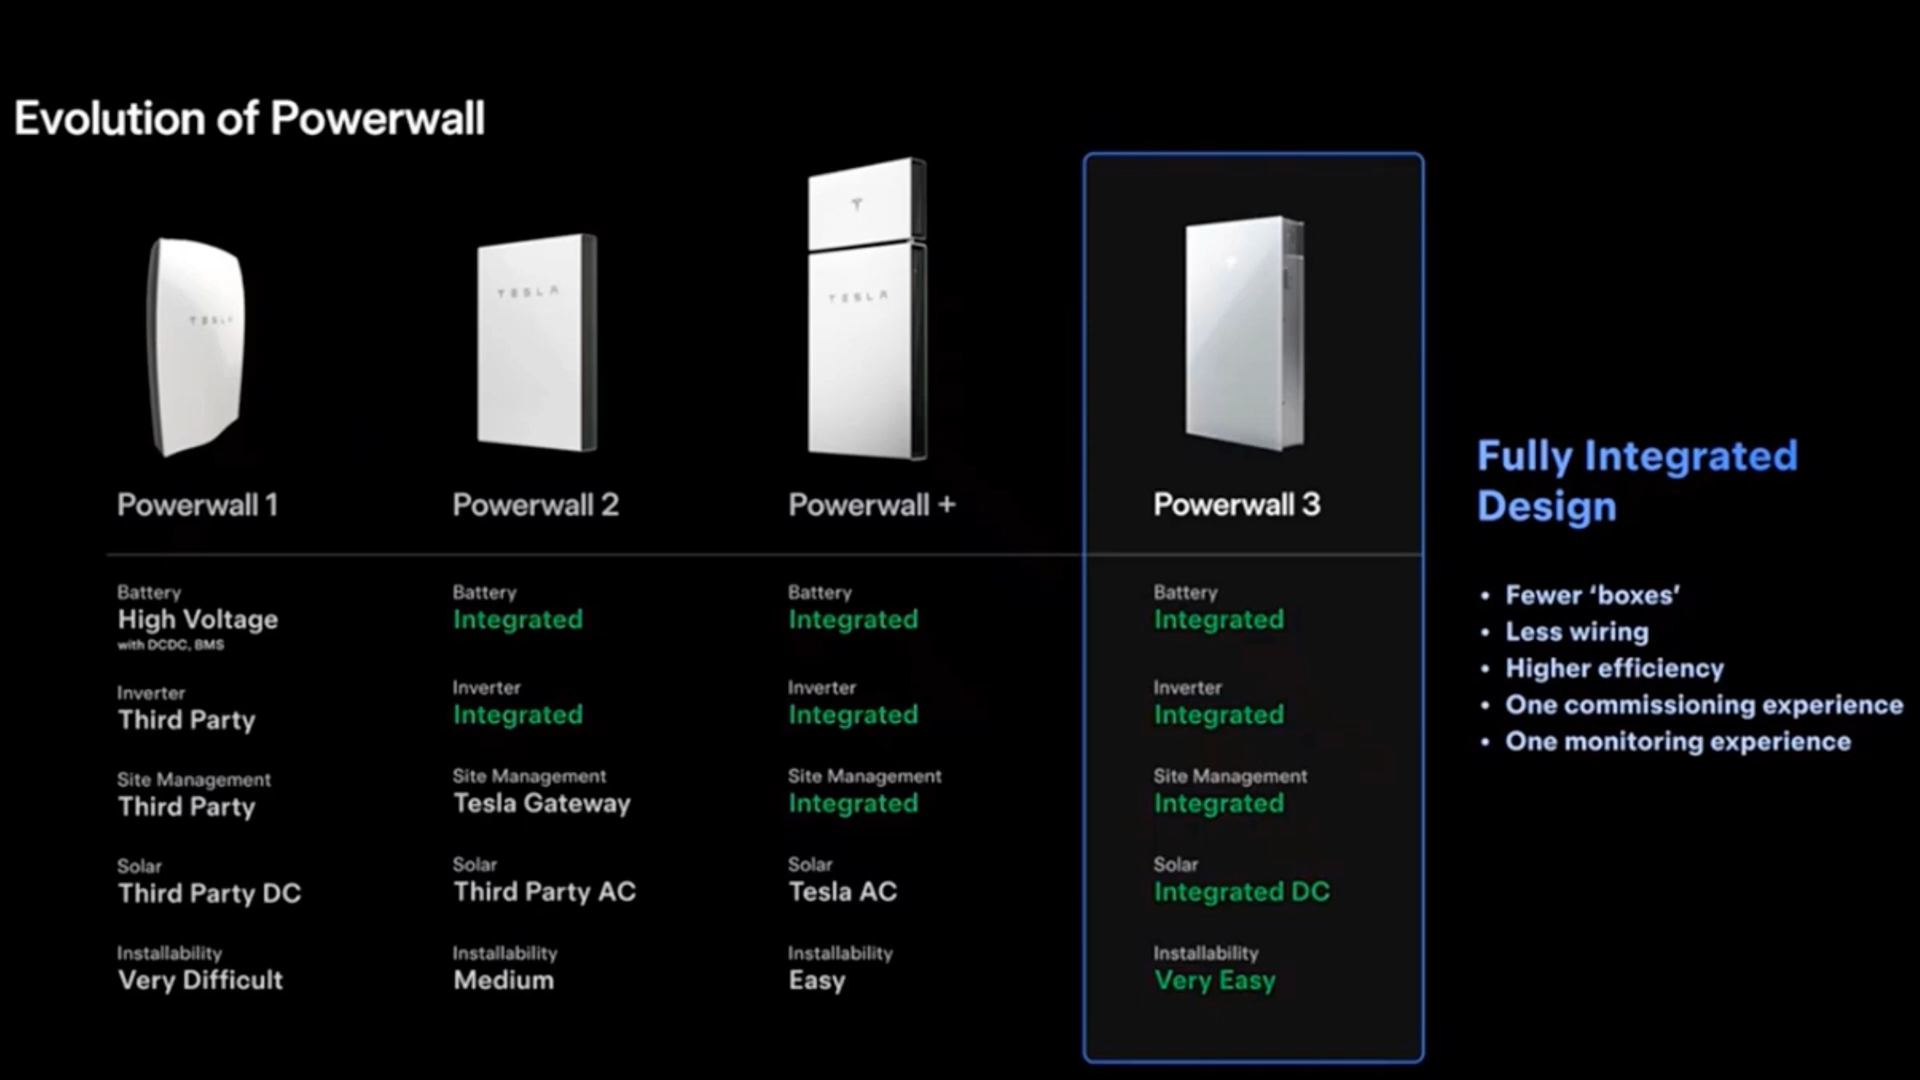 Evolution of Powerwall
TESLA
TESLA
TESLA
Powerwall 1
Powerwall 2
Powerwall +
Powerwall 3
Battery
High Voltage
with DCDC, BMS
Inverter
Third Party
Site Management
Third Party
Solar
Third Party DC
Installability
Very Difficult
Battery
Integrated
Inverter
Integrated
Site Management
Tesla Gateway
Solar
Third Party AC
Installability
Medium
Battery
Integrated
Inverter
Integrated
Site Management
Integrated
Solar
Tesla AC
Installability
Easy
Battery
Integrated
Inverter
Integrated
Site Management
Integrated
Solar
Integrated DC
Installability
Very Easy
Fully Integrated
Design
• Fewer ‘boxes’
• Less wiring
• Higher efficiency
• One commissioning experience
• One monitoring experience